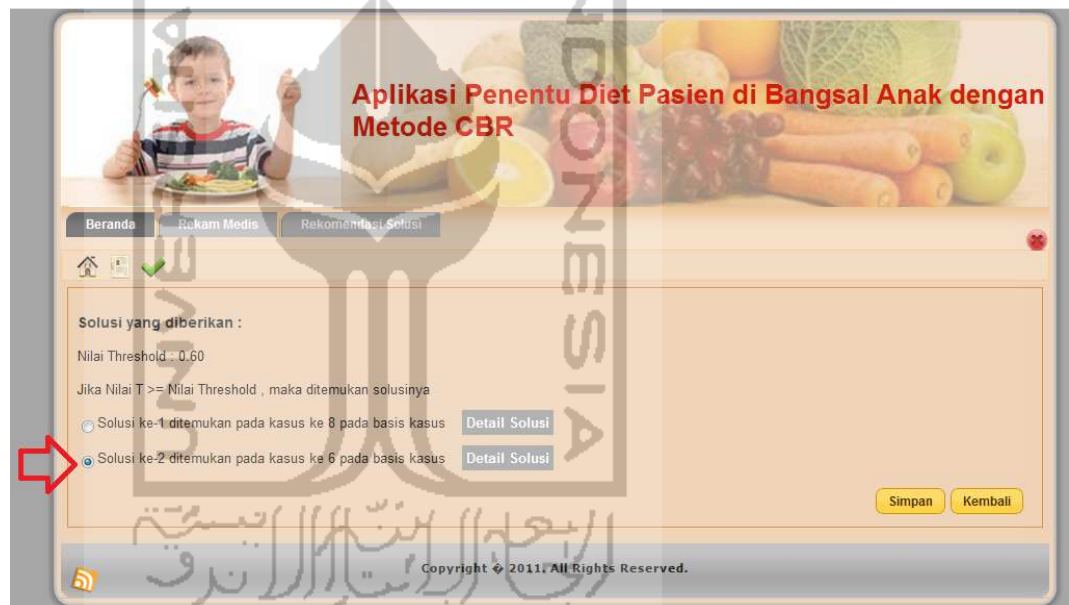 Aplikasi Penentu Diet Pasien di Bangsal Anak dengan
Metode CBR
Beranda
Rekam Medis
Rekomendasi Solusi
Solusi yang diberikan :
Nilai Threshold : 0.60
Jika Nilai T >= Nilai Threshold , maka ditemukan solusinya
Solusi ke-1 ditemukan pada kasus ke 8 pada basis kasus Detail Solusi
Solusi ke-2 ditemukan pada kasus ke 6 pada basis kasus Detail Solusi
Simpan Kembali
Copyright � 2011. All Rights Reserved.